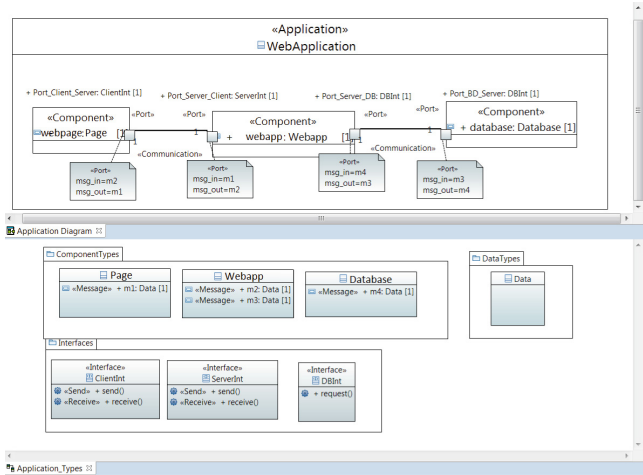 «Application»
WebApplication
+ Port_Client_Server: ClientInt [1]
+ Port_Server_Client: ServerInt [1]
+ Port_Server_DB: DBInt [1]
+ Port_BD_Server: DBInt [1]
«Component»
webpage: Page [1]
«Port»
1
«Port»
1
«Component»
+ webapp: Webapp [1]
«Port»
1
«Port»
1
«Component»
+ database: Database [1]
«Communication»
«Communication»
«Port»
msg_in=m2
msg_out=m1
«Port»
msg_in=m1
msg_out=m2
«Port»
msg_in=m4
msg_out=m3
«Port»
msg_in=m3
msg_out=m4
Application Diagram
ComponentTypes
Page
«Message» + m1: Data [1]
Webapp
«Message» + m2: Data [1]
«Message» + m3: Data [1]
Database
«Message» + m4: Data [1]
DataTypes
Data
Interfaces
«Interface»
ClientInt
«Send» + send()
«Receive» + receive()
«Interface»
ServerInt
«Send» + send()
«Receive» + receive()
«Interface»
DBInt
+ request()
Application_Types